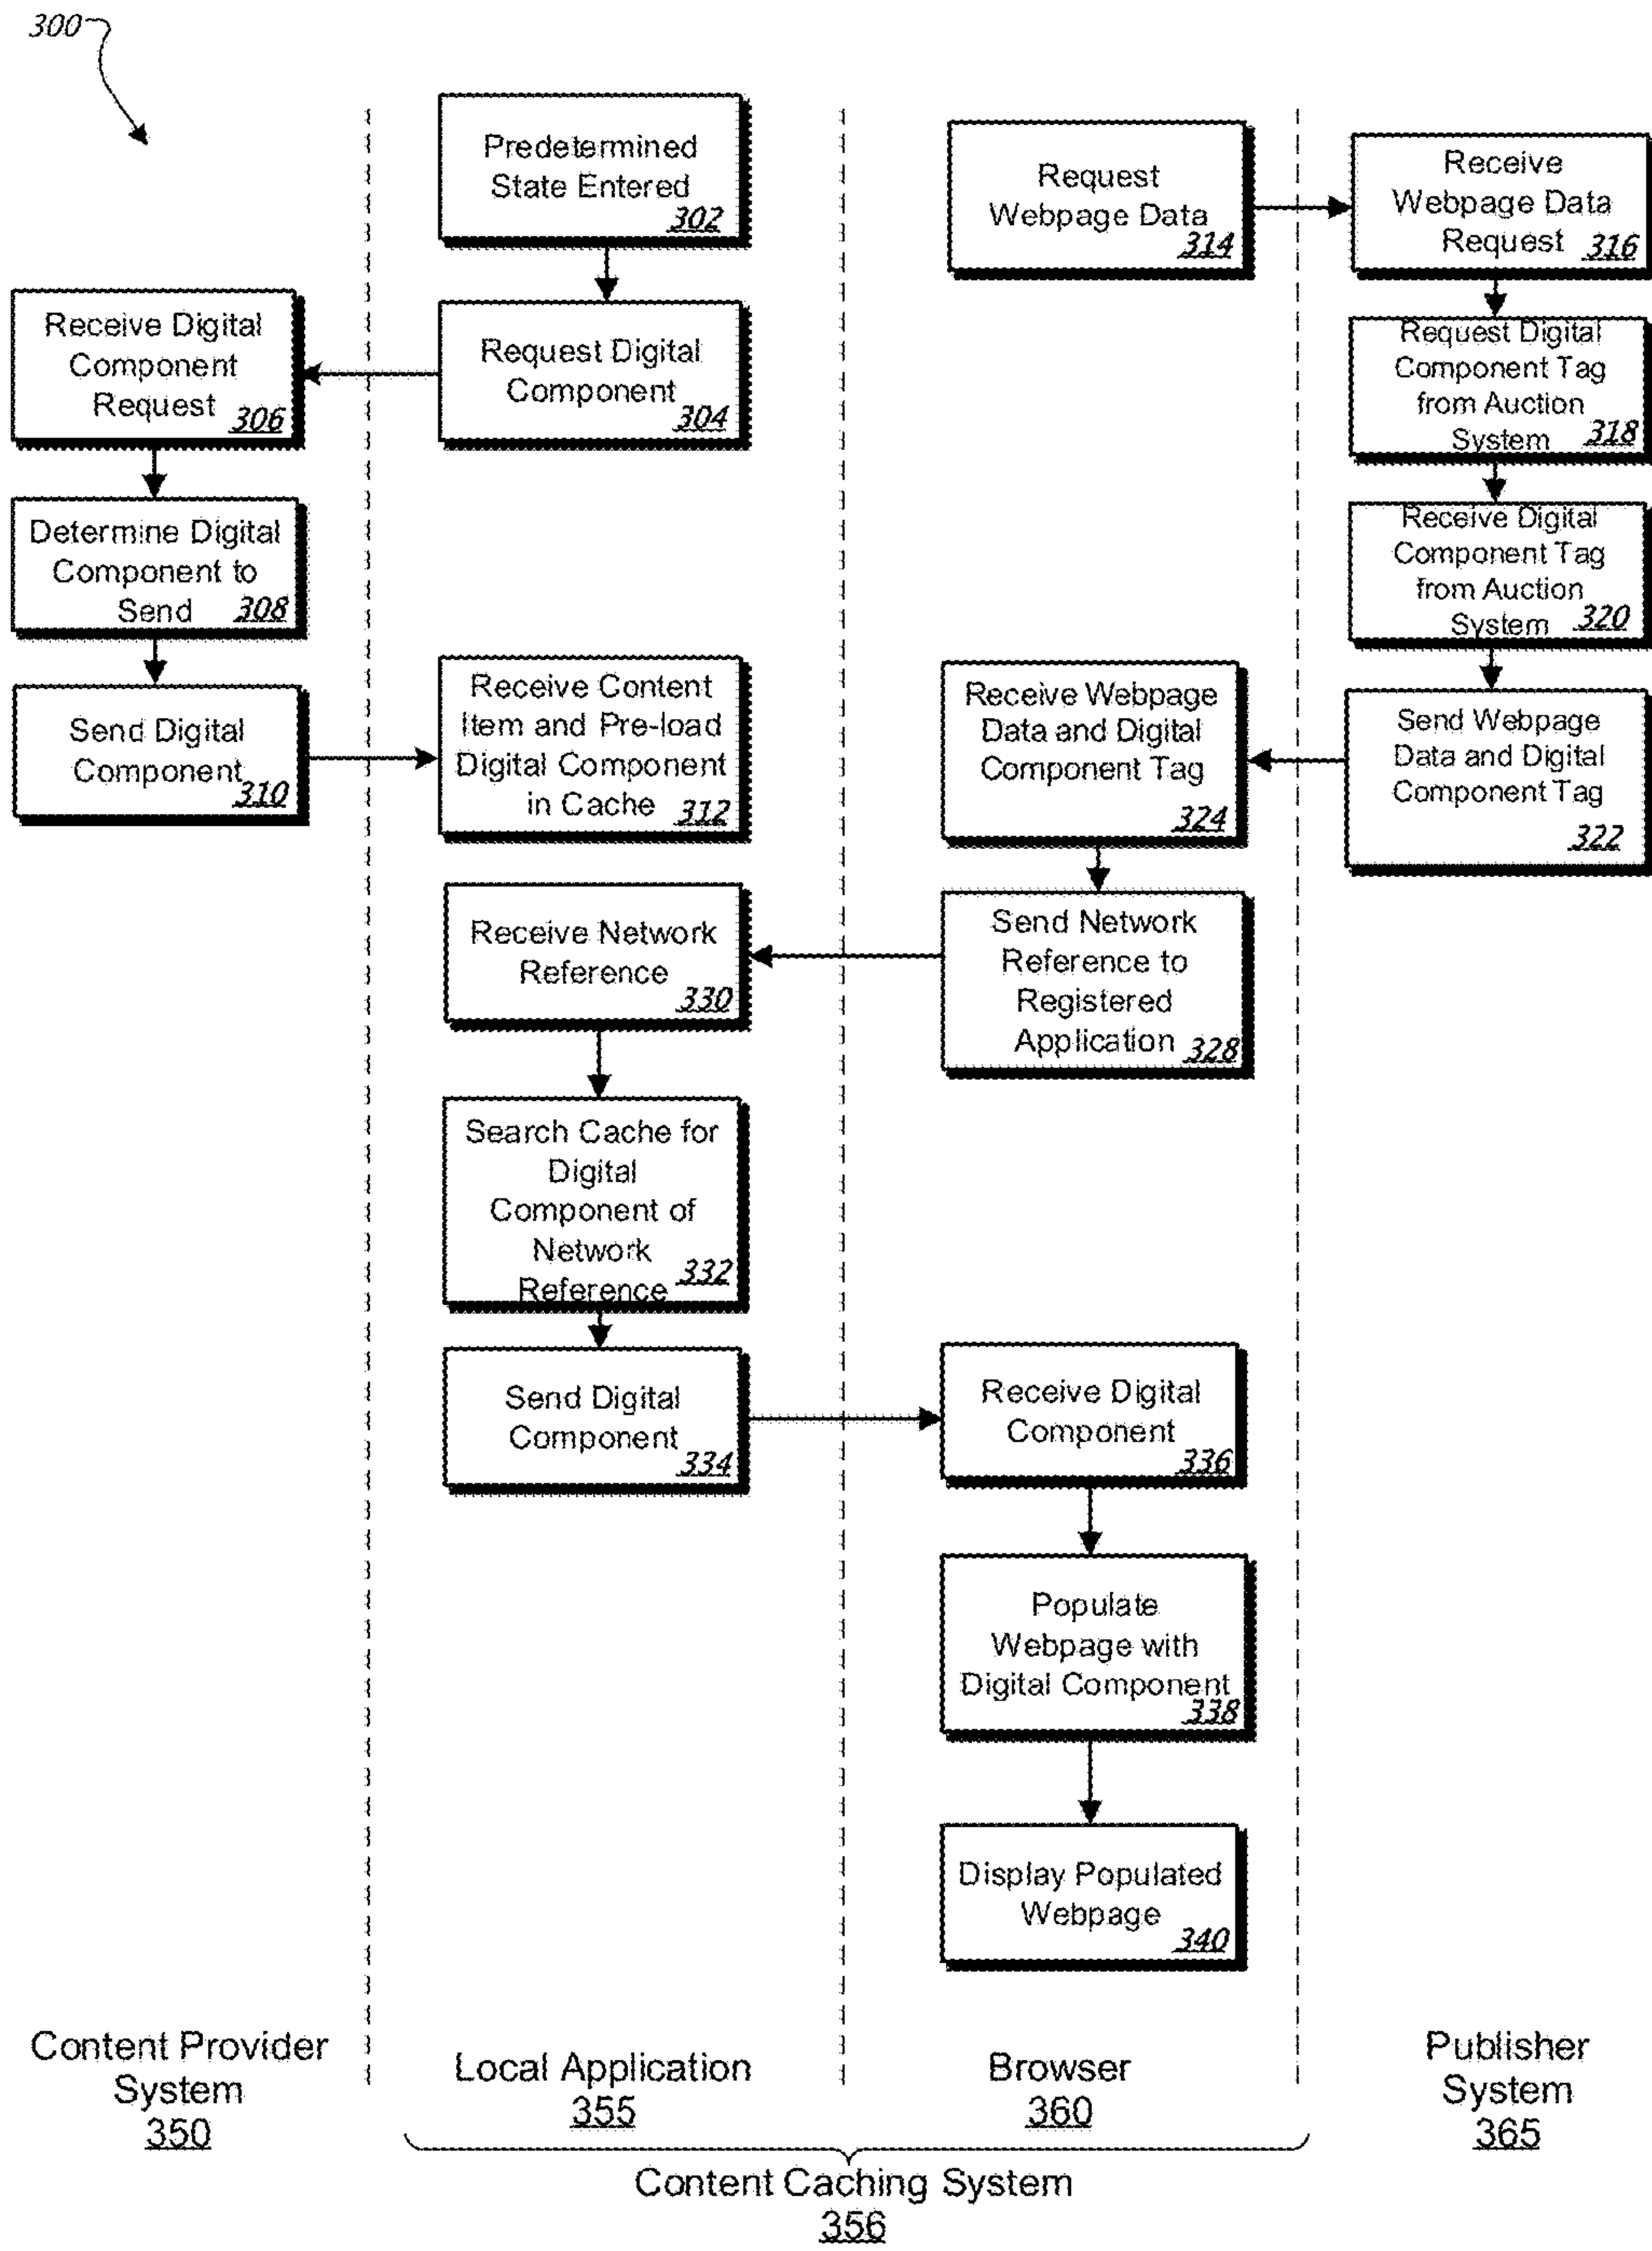 300
Predetermined
State Entered
302
Request
Webpage Data
314
Receive
Webpage Data
Request
316
Receive Digital
Component
Request
306
Request Digital
Component
304
Request Digital
Component Tag
from Auction
System
318
Determine Digital
Component to
Send
308
Receive Digital
Component Tag
from Auction
System
320
Send Digital
Component
310
Receive Content
Item and Pre-load
Digital Component
in Cache
312
Receive Webpage
Data and Digital
Component Tag
324
Send Webpage
Data and Digital
Component Tag
322
Receive Network
Reference
330
Send Network
Reference to
Registered
Application
328
Search Cache for
Digital
Component of
Network
Reference
332
Send Digital
Component
334
Receive Digital
Component
336
Populate
Webpage with
Digital Component
338
Display Populated
Webpage
340
Content Provider
System
350
Local Application
355
Browser
360
Publisher
System
365
Content Caching System
356